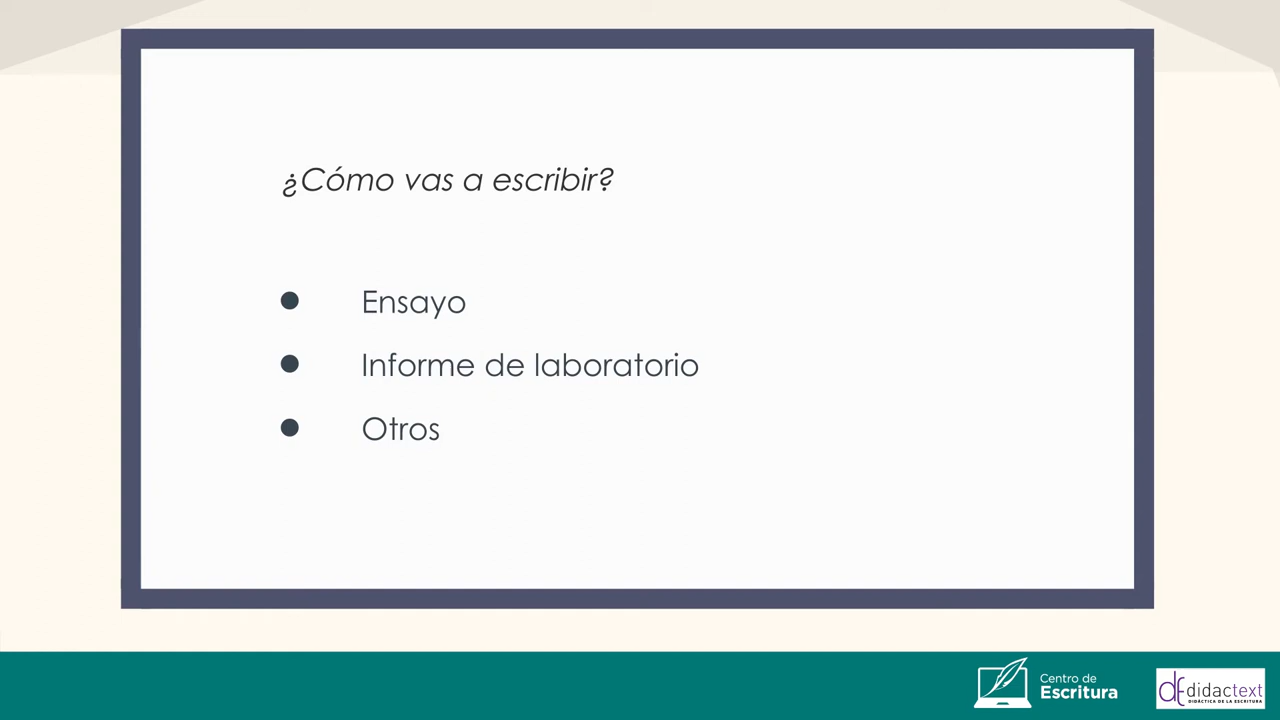 ¿Cómo vas a escribir?
● Ensayo
● Informe de laboratorio
● Otros
Centro de
Escritura
didactext
DIDÁCTICA DE LA ESCRITURA